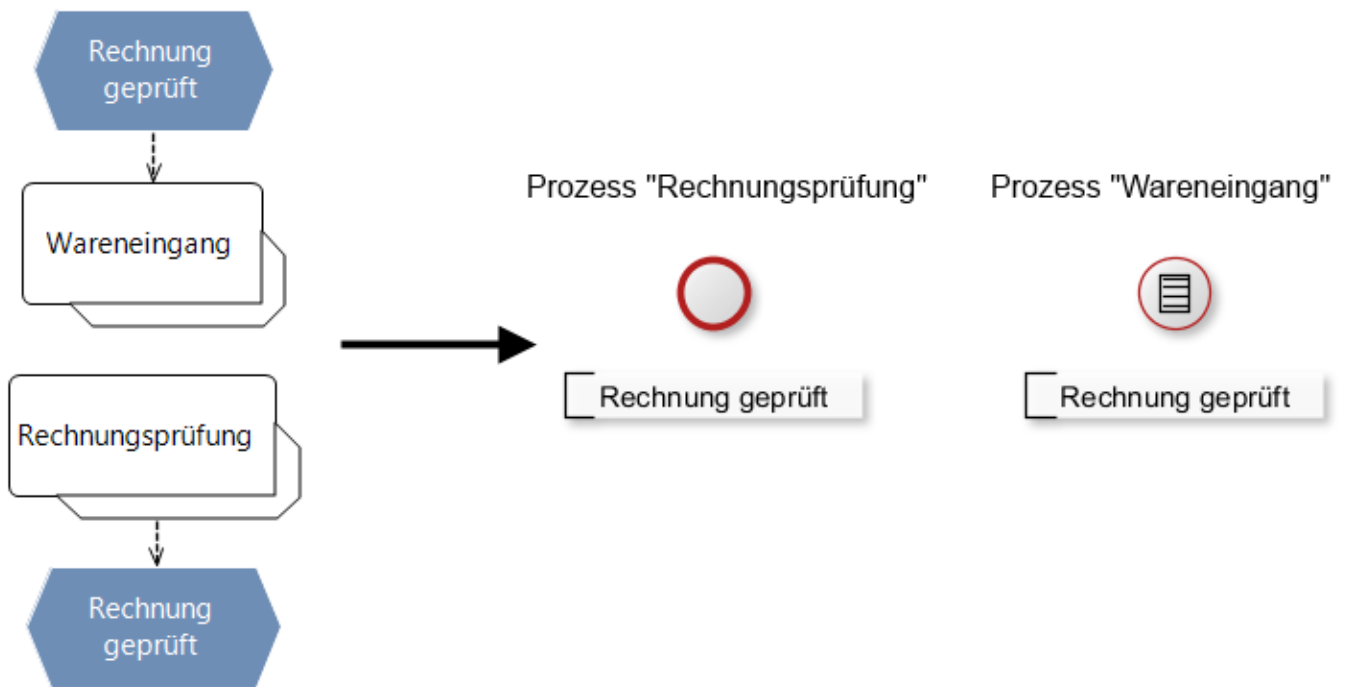 Rechnung
geprüft
Wareneingang
Rechnungsprüfung
Rechnung
geprüft
Prozess "Rechnungsprüfung"
Rechnung geprüft
Prozess "Wareneingang"
Rechnung geprüft